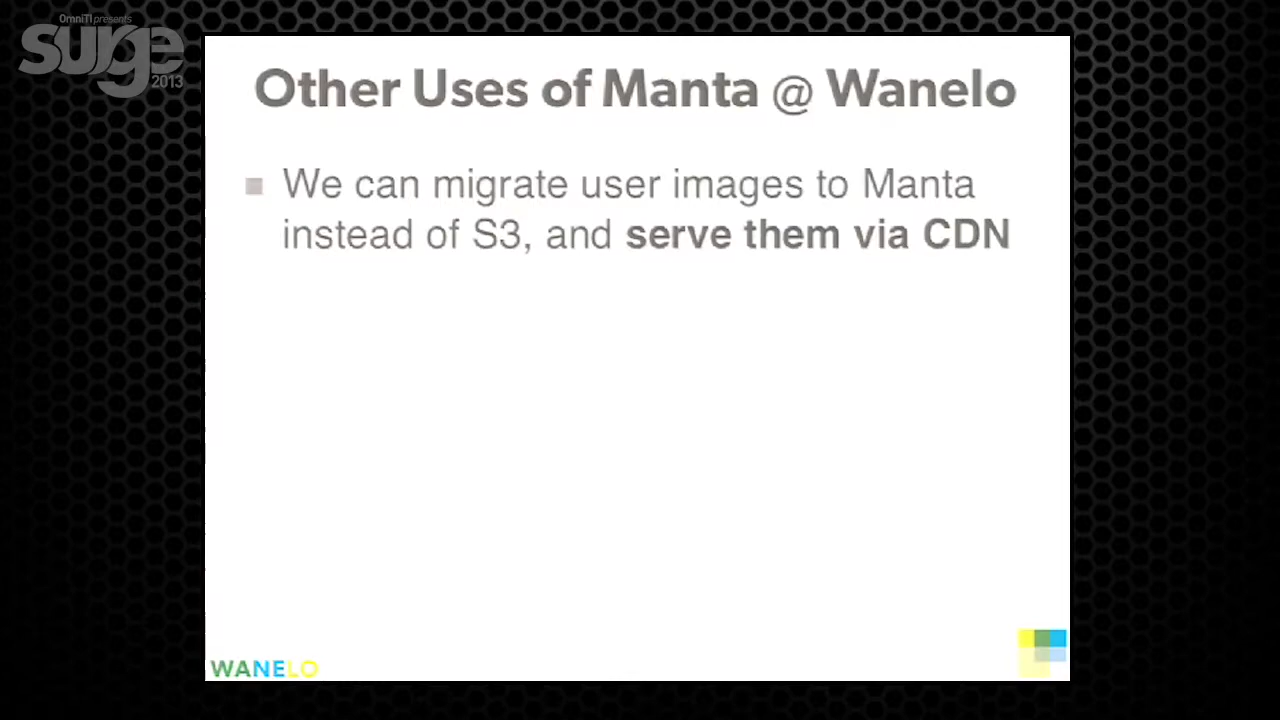 OmniTI presents
surge
2013
Other Uses of Manta @ Wanelo
We can migrate user images to Manta
instead of S3, and serve them via CDN
WANELO